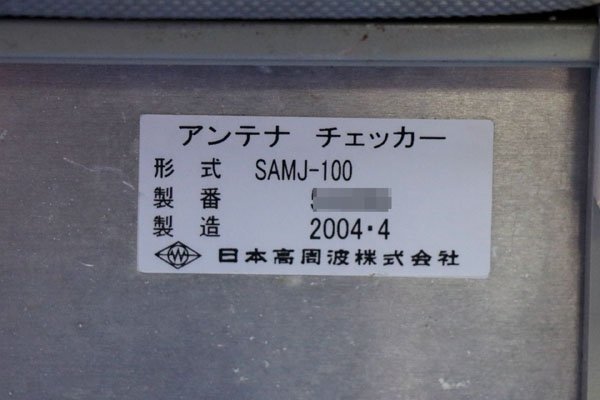 アンテナ チェッカー
形式 SAMJ-100
製番
製造 2004・4
日本高周波株式会社